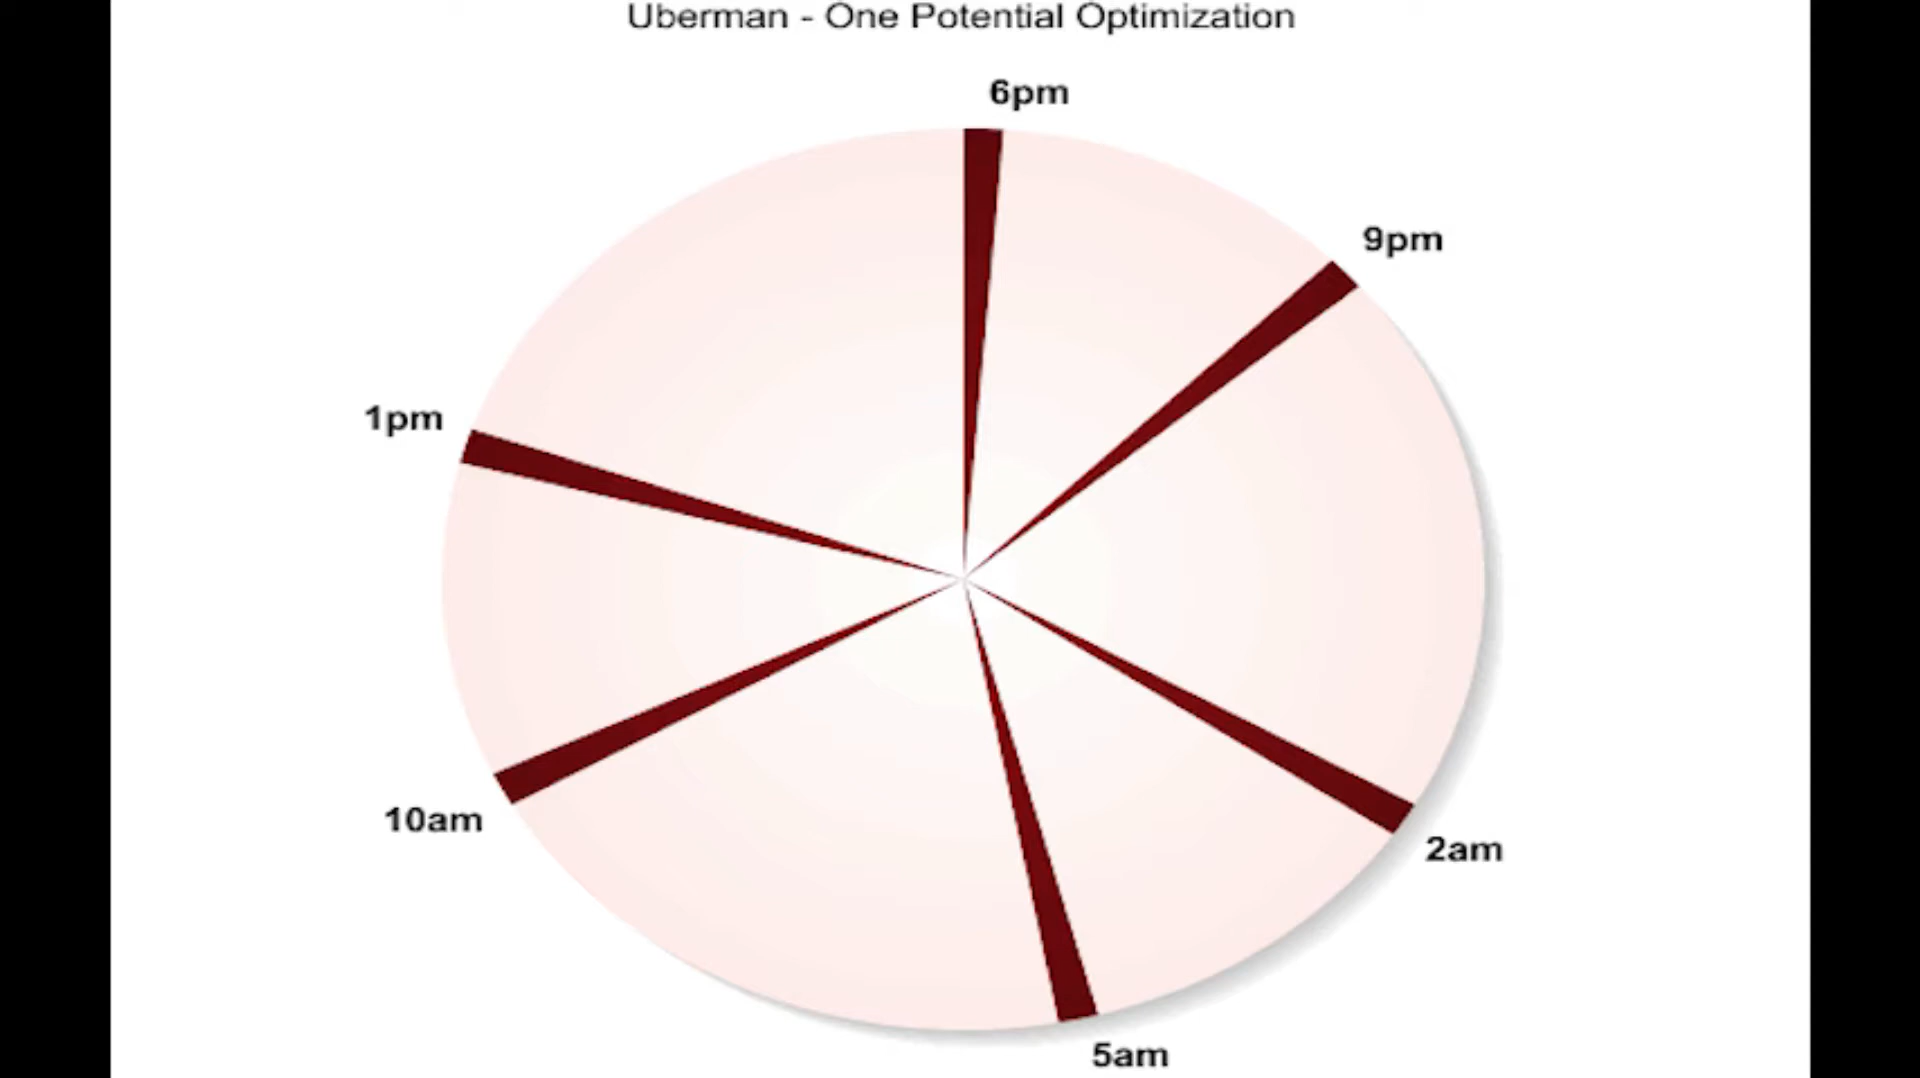 Uberman - One Potential Optimization
6pm
9pm
1pm
10am
2am
5am